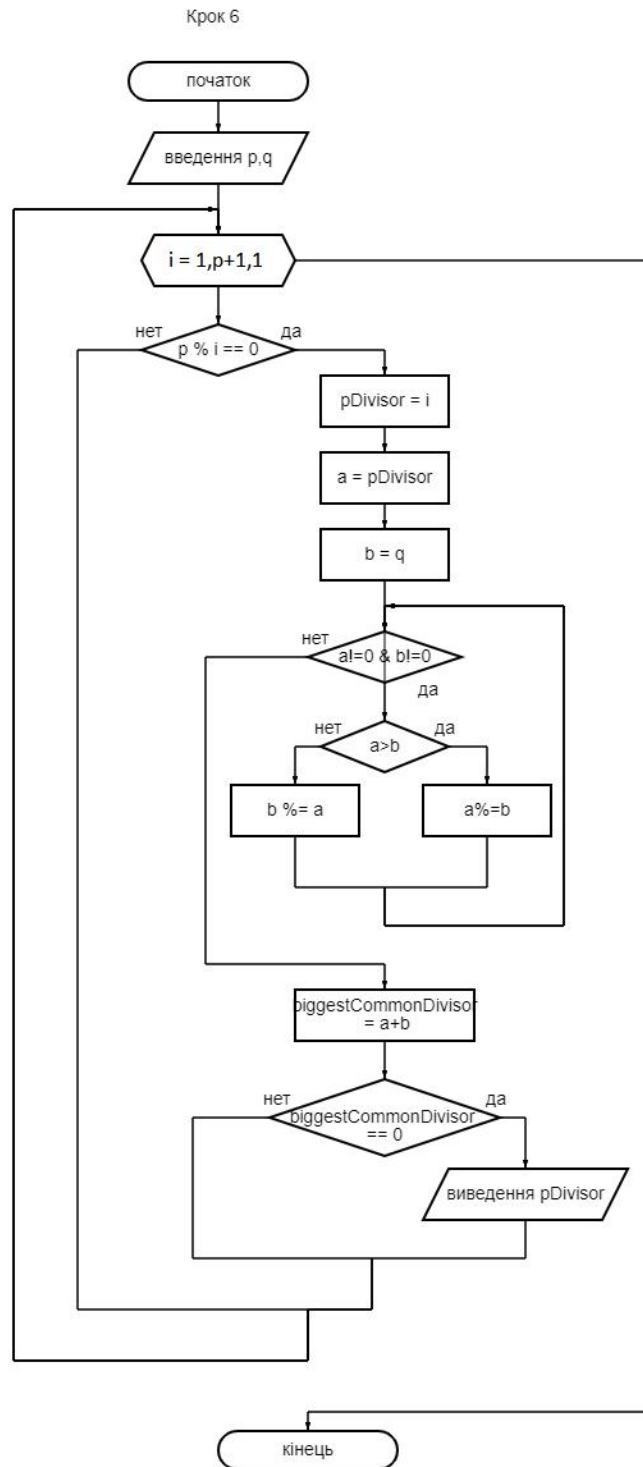 Крок 6
початок
введення p,q
i = 1,p+1,1
нет
да
p % i == 0
pDivisor = i
a = pDivisor
b = q
нет
a!=0 & b!=0
да
нет
да
a>b
b %= a
a%=b
biggestCommonDivisor
= a+b
нет
да
biggestCommonDivisor
== 0
виведення pDivisor
кінець